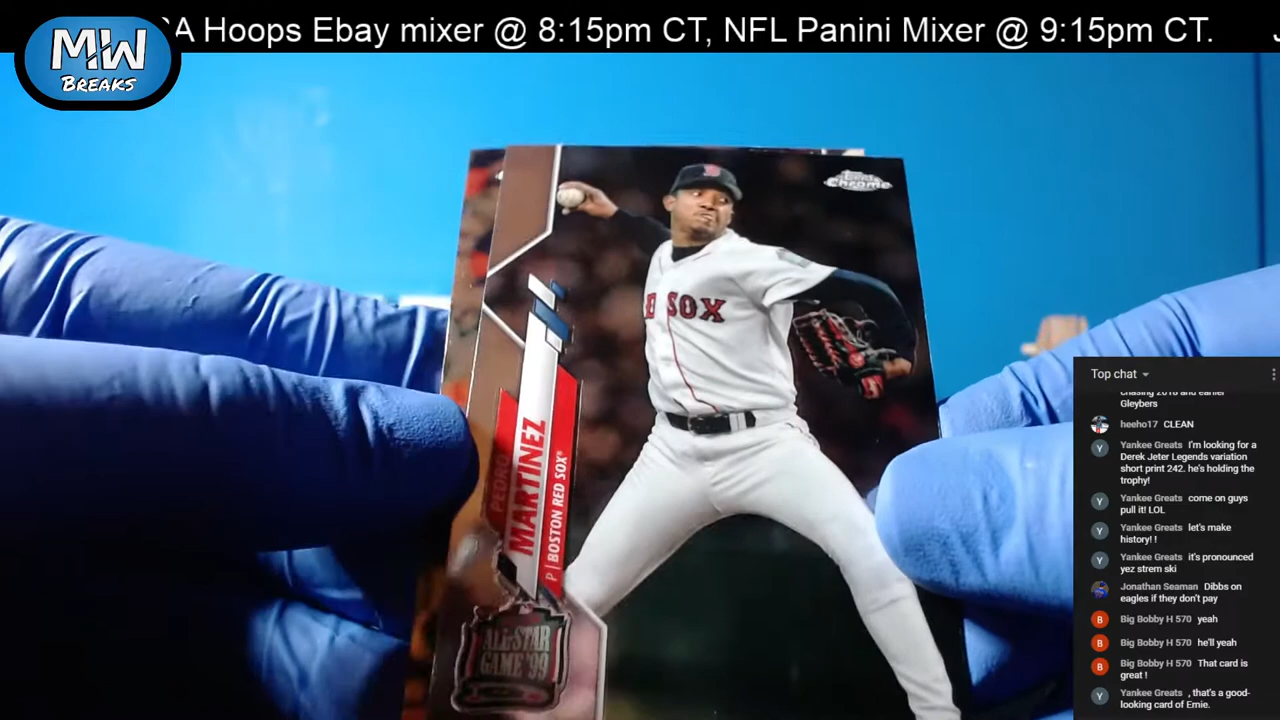 A Hoops Ebay mixer @ 8:15pm CT, NFL Panini Mixer @ 9:15pm CT.
MW
BREAKS
Topps
Chrome
B
RED SOX
PEDRO
MARTINEZ
P | BOSTON RED SOX®
ALL-STAR
GAME '99
Top chat
chasing 2018 and earlier
Gleybers
heeho17 CLEAN
Y Yankee Greats I'm looking for a
Derek Jeter Legends variation
short print 242. he's holding the
trophy!
Y Yankee Greats come on guys
pull it! LOL
Y Yankee Greats let's make
history! !
Y Yankee Greats it's pronounced
yez strem ski
Jonathan Seaman Dibbs on
eagles if they don't pay
B Big Bobby H 570 yeah
B Big Bobby H 570 he'll yeah
B Big Bobby H 570 That card is
great !
Y Yankee Greats , that's a good-
looking card of Ernie.